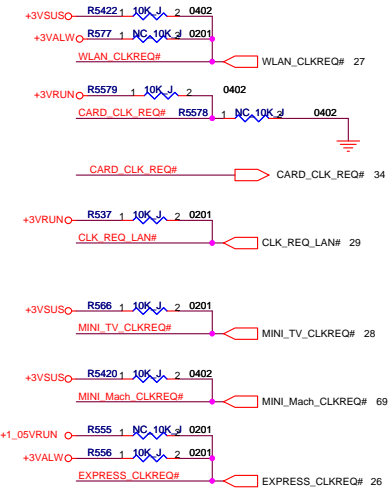 +3VSUS R5422 1 10K_J 2 0402
+3VALW R577 1 NC_10K_J 2 0201
WLAN_CLKREQ# WLAN_CLKREQ# 27
+3VRUN R5579 1 10K_J 2 0402
CARD_CLK_REQ# R5578 1 NC_10K_J 2 0402
CARD_CLK_REQ# CARD_CLK_REQ# 34
+3VRUN R537 1 10K_J 2 0201
CLK_REQ_LAN# CLK_REQ_LAN# 29
+3VSUS R566 1 10K_J 2 0201
MINI_TV_CLKREQ# MINI_TV_CLKREQ# 28
+3VSUS R5420 1 10K_J 2 0402
MINI_Mach_CLKREQ# MINI_Mach_CLKREQ# 69
+1_05VRUN R555 1 NC_10K_J 2 0201
+3VALW R556 1 10K_J 2 0201
EXPRESS_CLKREQ# EXPRESS_CLKREQ# 26